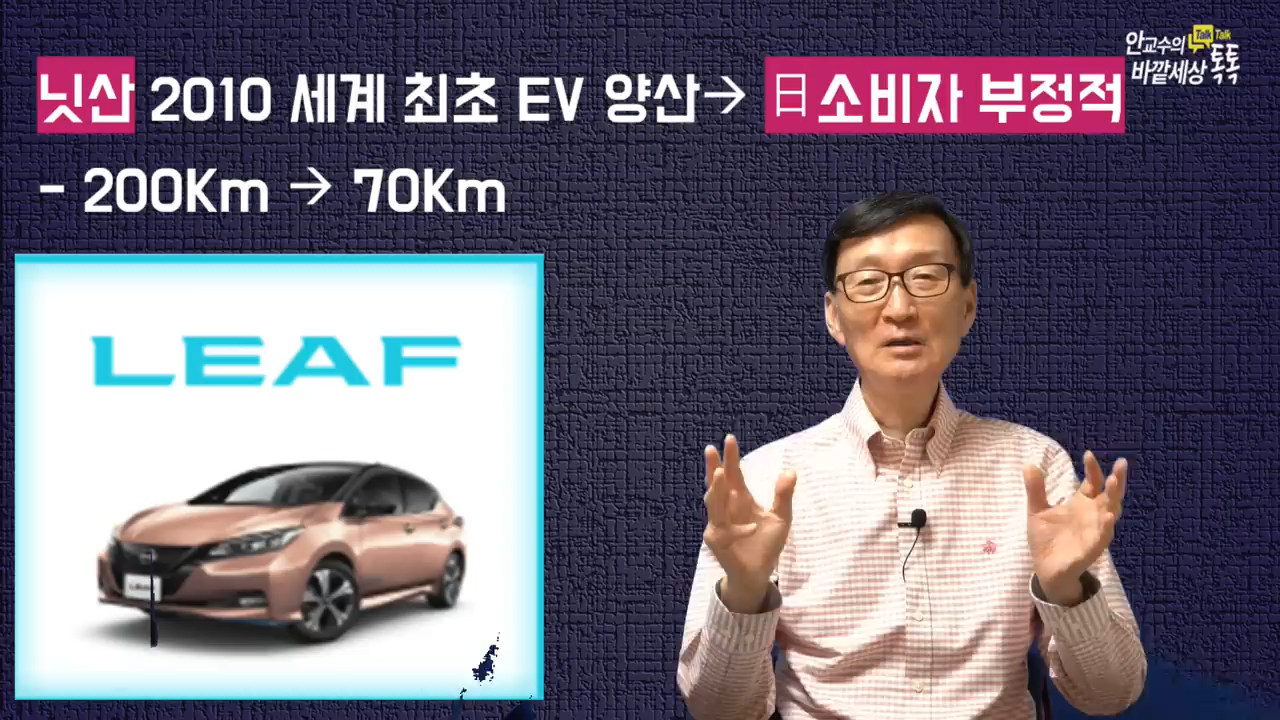 닛산 2010 세계 최초 EV 양산→ 日 소비자 부정적
- 200Km → 70Km
안교수의 Talk Talk
바깥세상 톡톡
LEAF
LEAF